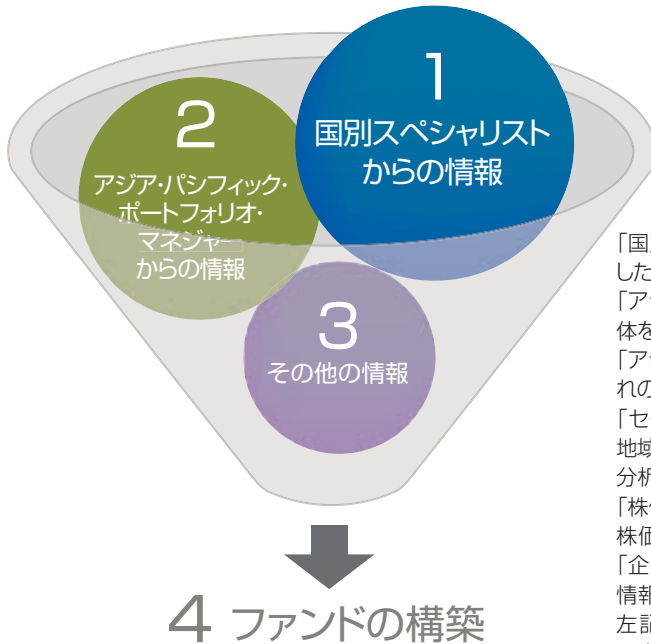 1
国別スペシャリスト
からの情報
2
アジア・パシフィック・
ポートフォリオ・
マネジャー
からの情報
3
その他の情報
4 ファンドの構築
「国
した
「ア
体を
「ア
れの
「セ
地域
分析
「株
株価
「企
情報
左記